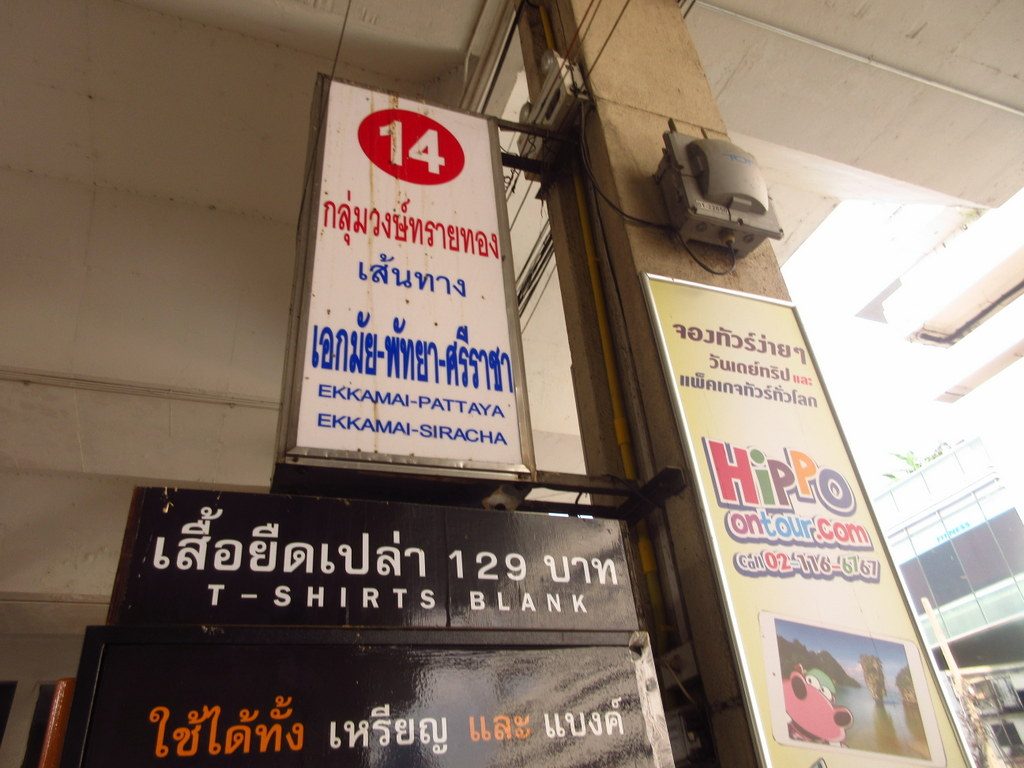 14
กลุ่มวงษ์ทรายทอง
เส้นทาง
เอกมัย-พัทยา-ศรีราชา
EKKAMAI-PATTAYA
EKKAMAI-SIRACHA
เสื้อยืดเปล่า 129 บาท
T-SHIRTS BLANK
ใช้ได้ทั้ง เหรียญ และ แบงค์
จองทัวร์ง่ายๆ
วันเดย์ทริป และ
แพ็คเกจทัวร์ทั่วโลก
HiPPO
ontour.com
Call 02-116-6167
FITNESS